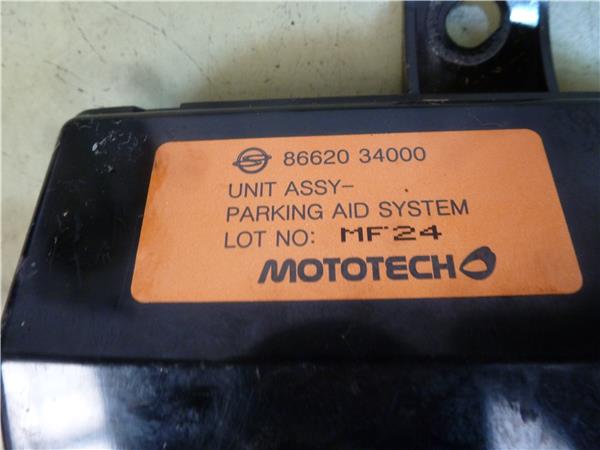 86620 34000
UNIT ASSY-
PARKING AID SYSTEM
LOT NO: MF24
MOTOTECH